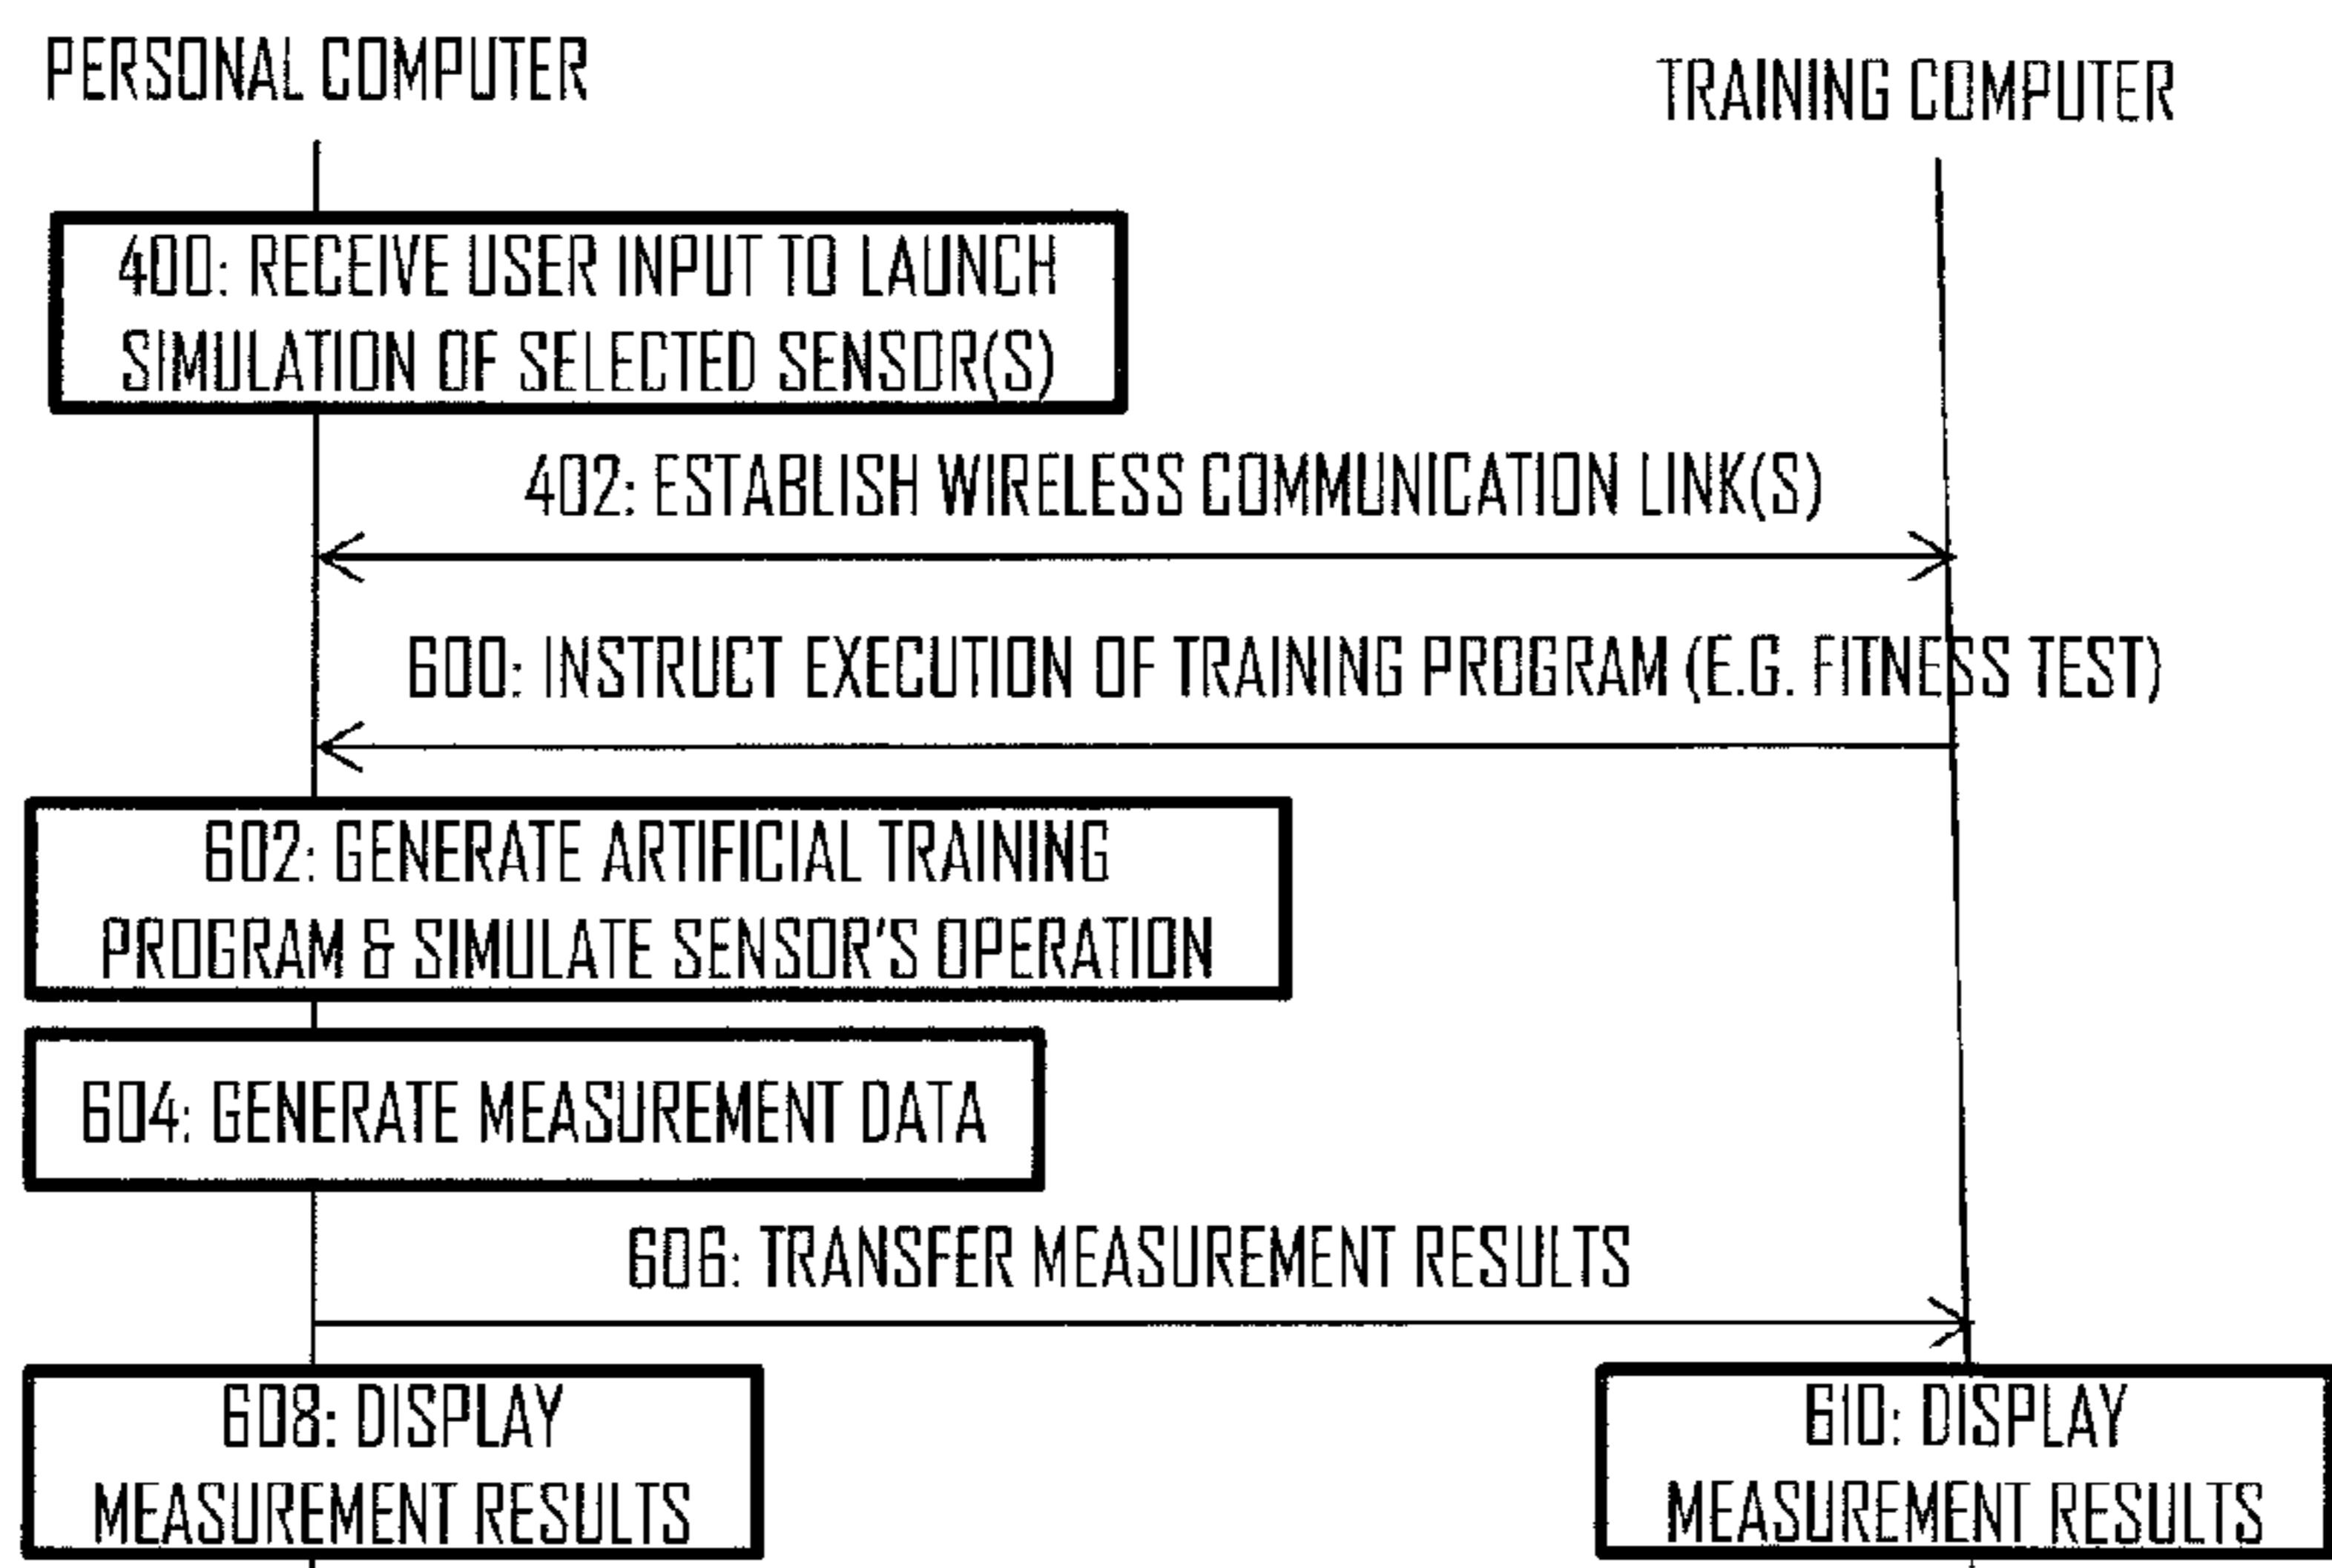 PERSONAL COMPUTER
TRAINING COMPUTER
400: RECEIVE USER INPUT TO LAUNCH
SIMULATION OF SELECTED SENSOR(S)
402: ESTABLISH WIRELESS COMMUNICATION LINK(S)
600: INSTRUCT EXECUTION OF TRAINING PROGRAM (E.G. FITNESS TEST)
602: GENERATE ARTIFICIAL TRAINING
PROGRAM & SIMULATE SENSOR'S OPERATION
604: GENERATE MEASUREMENT DATA
606: TRANSFER MEASUREMENT RESULTS
608: DISPLAY
MEASUREMENT RESULTS
610: DISPLAY
MEASUREMENT RESULTS